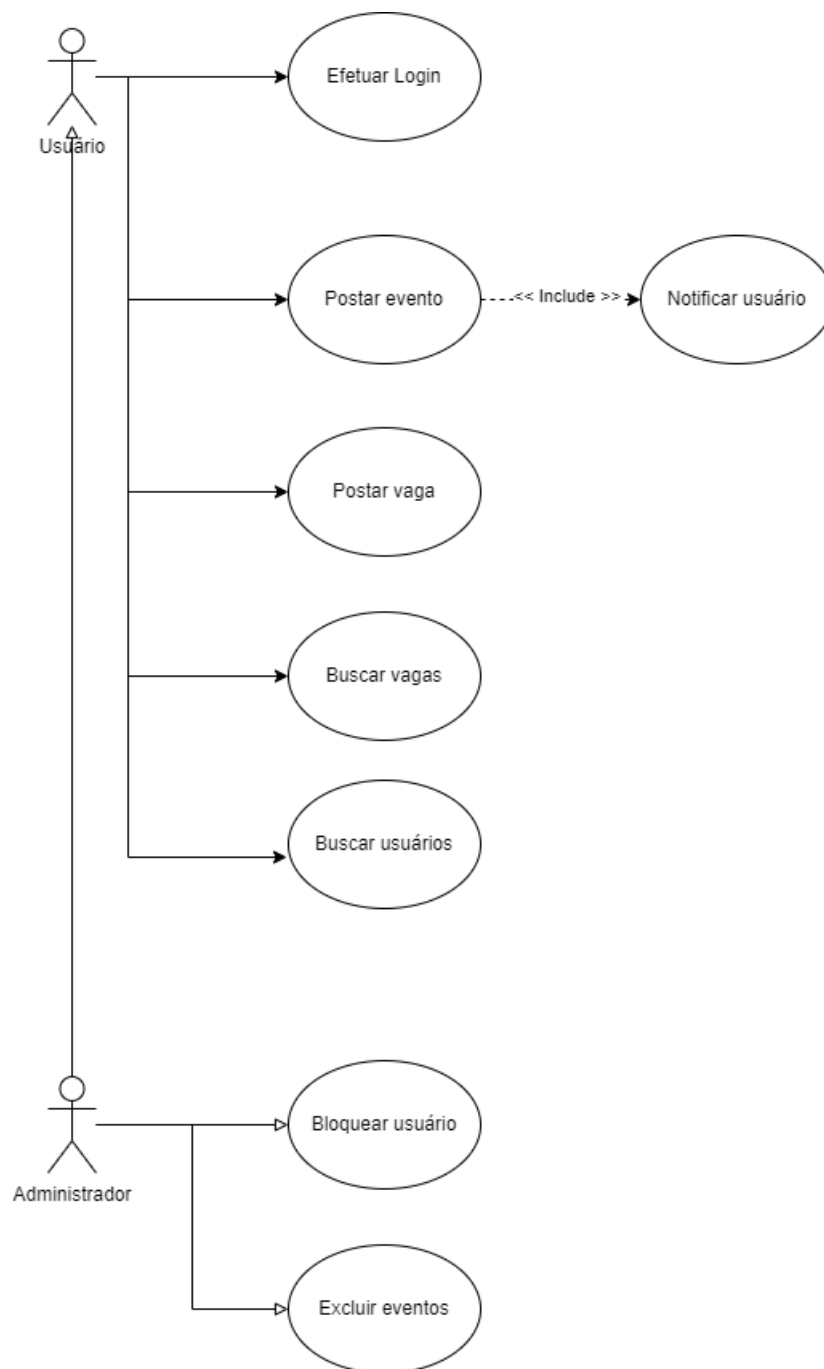 Efetuar Login
Usuário
Postar evento
<< Include >>
Notificar usuário
Postar vaga
Buscar vagas
Buscar usuários
Bloquear usuário
Administrador
Excluir eventos